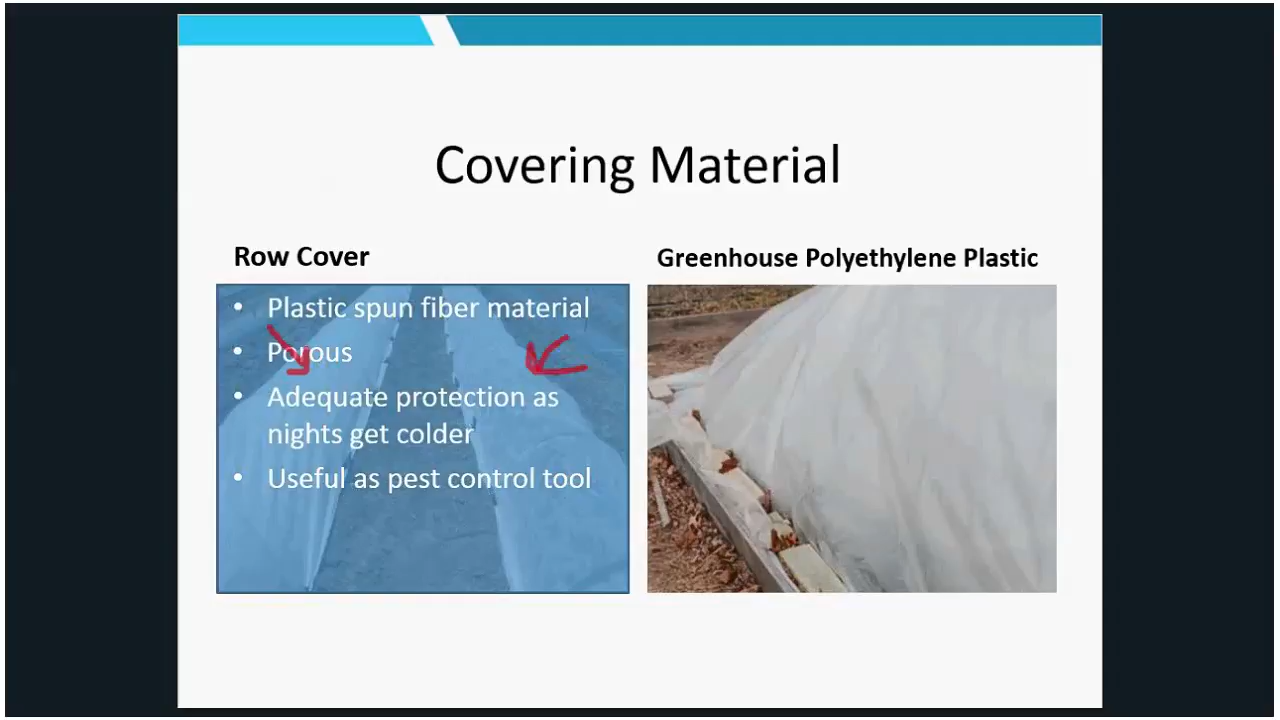 Covering Material
Row Cover
Greenhouse Polyethylene Plastic
• Plastic spun fiber material
• Porous
• Adequate protection as
nights get colder
• Useful as pest control tool